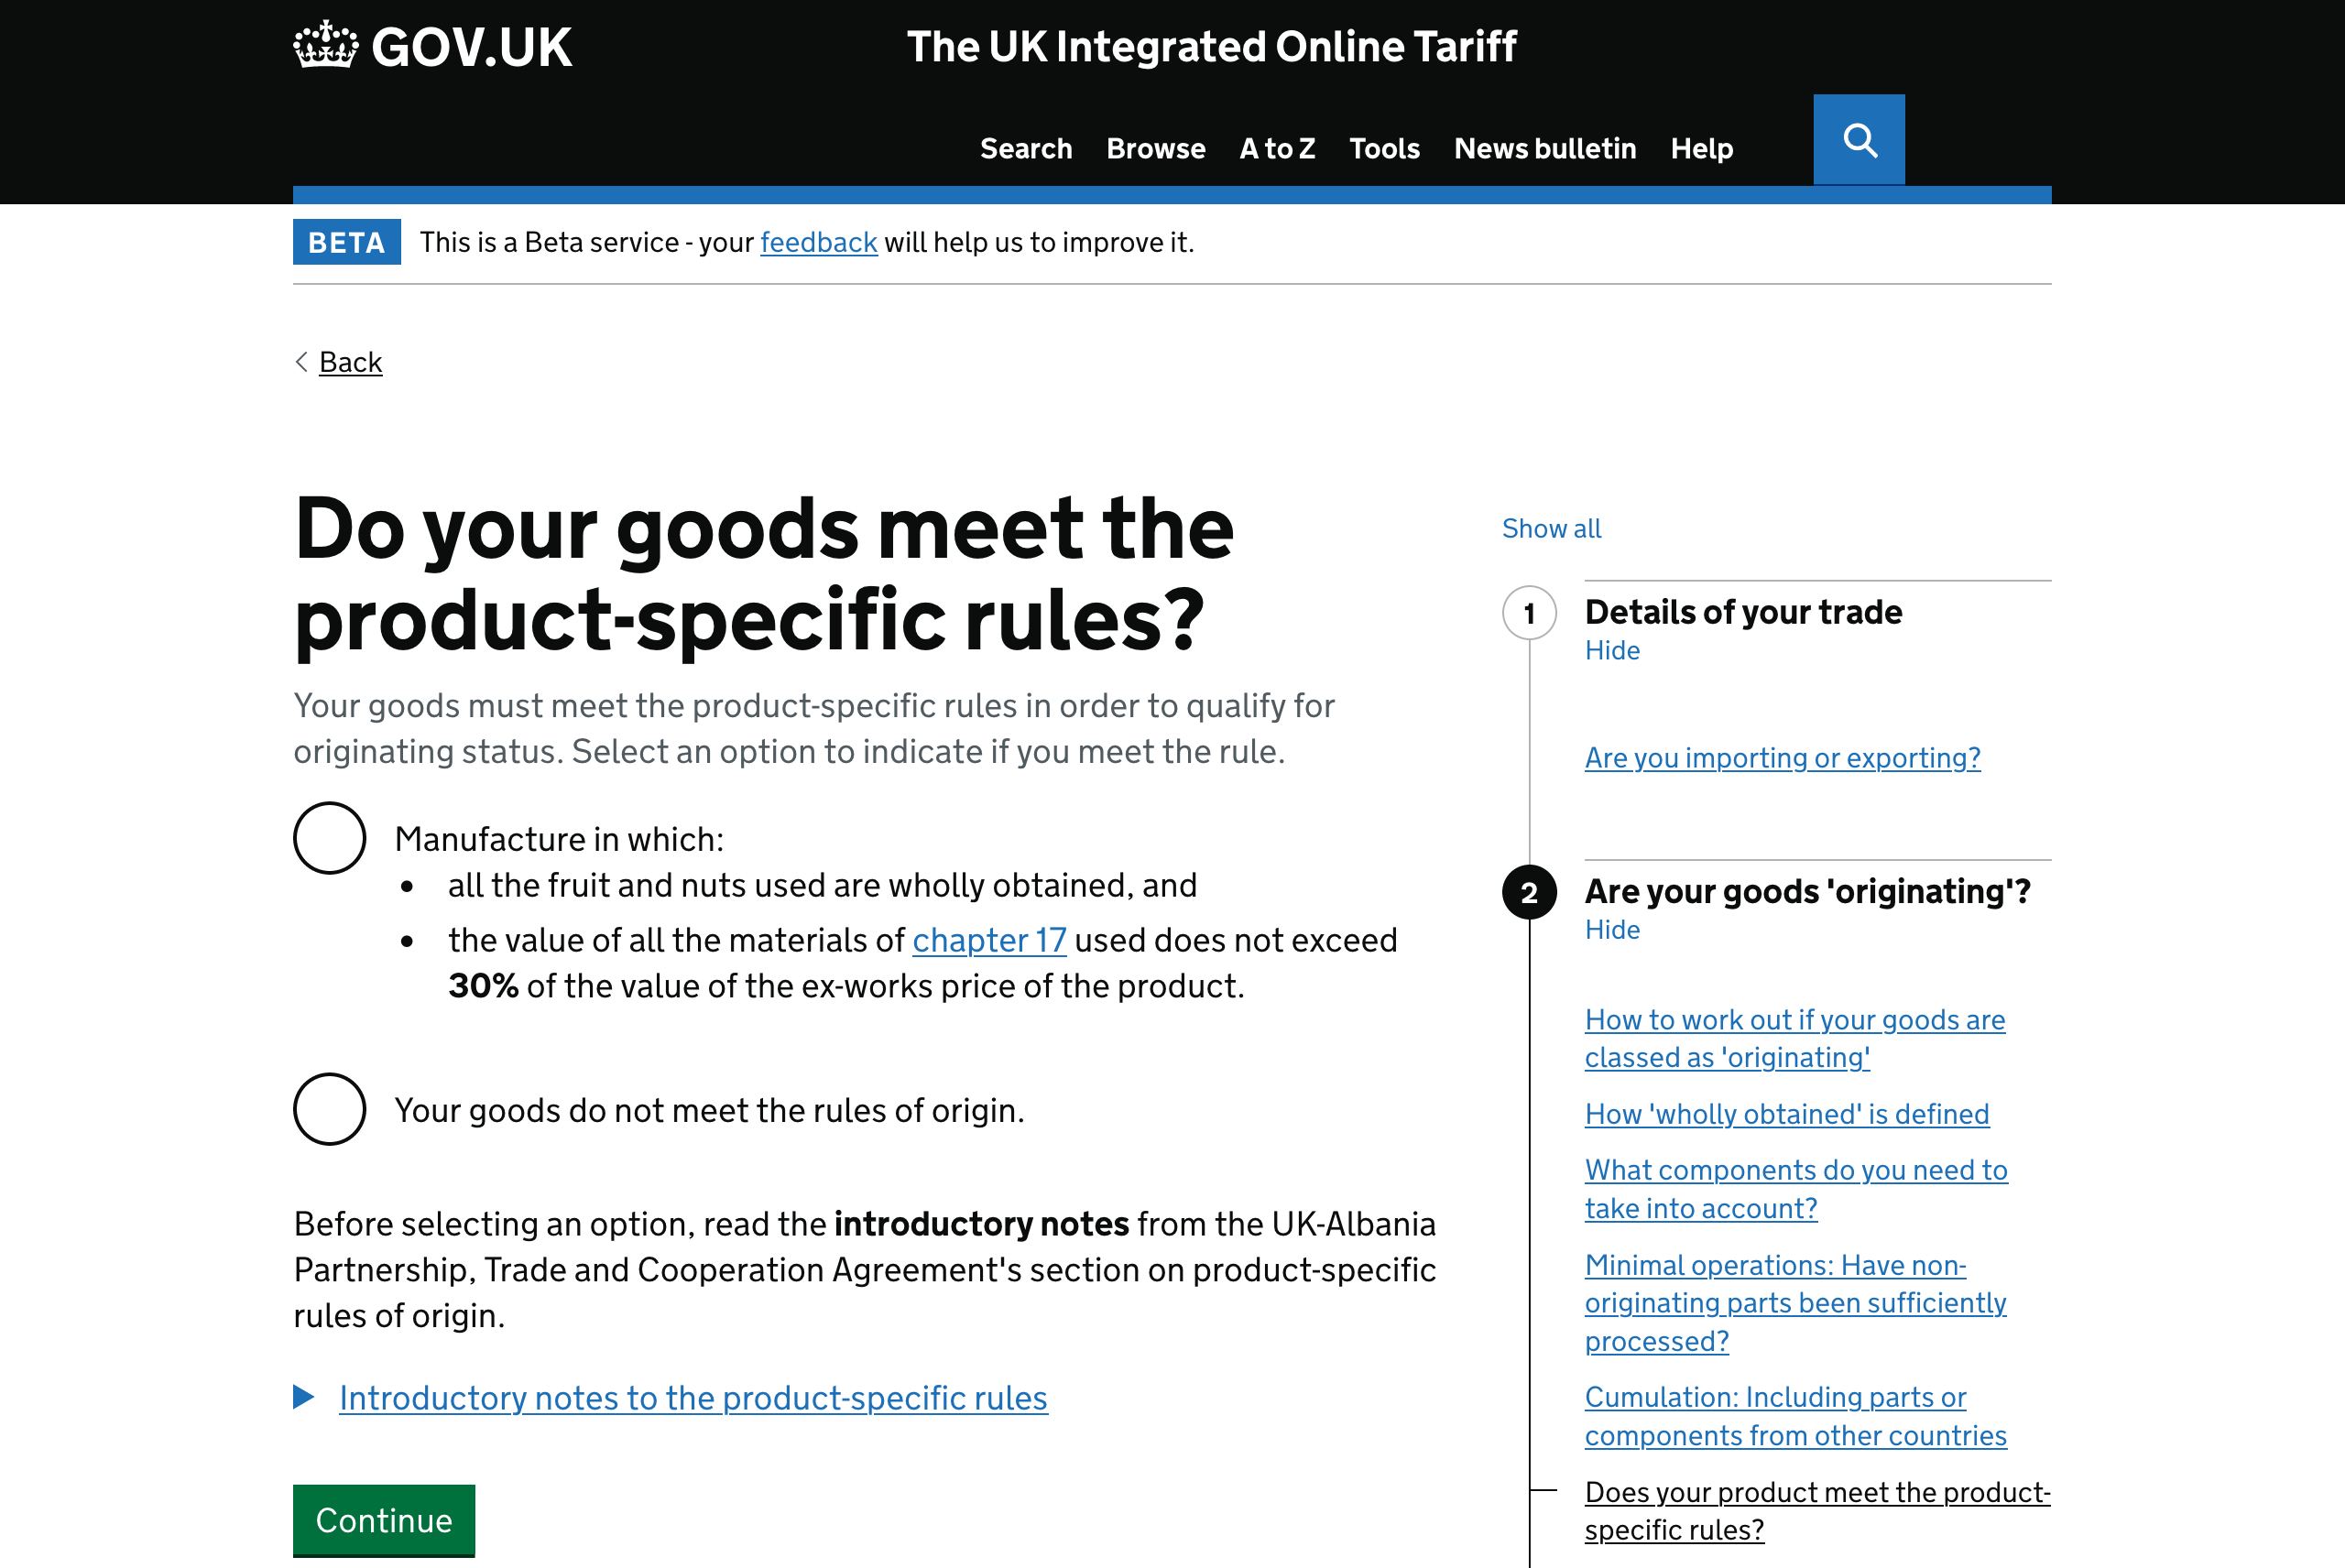 GOV.UK
The UK Integrated Online Tariff
Search Browse A to Z Tools News bulletin Help
BETA This is a Beta service - your feedback will help us to improve it.
Back
Do your goods meet the
product-specific rules?
Your goods must meet the product-specific rules in order to qualify for
originating status. Select an option to indicate if you meet the rule.
Manufacture in which:
• all the fruit and nuts used are wholly obtained, and
• the value of all the materials of chapter 17 used does not exceed
30% of the value of the ex-works price of the product.
Your goods do not meet the rules of origin.
Before selecting an option, read the introductory notes from the UK-Albania
Partnership, Trade and Cooperation Agreement's section on product-specific
rules of origin.
Introductory notes to the product-specific rules
Continue
Show all
1 Details of your trade
Hide
Are you importing or exporting?
2 Are your goods 'originating'?
Hide
How to work out if your goods are
classed as 'originating'
How 'wholly obtained' is defined
What components do you need to
take into account?
Minimal operations: Have non-
originating parts been sufficiently
processed?
Cumulation: Including parts or
components from other countries
Does your product meet the product-
specific rules?